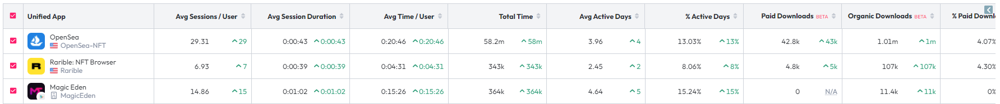 Unified App Avg Sessions / User Avg Session Duration Avg Time / User Total Time Avg Active Days % Active Days Paid Downloads BETA Organic Downloads BETA % Paid Downl
OpenSea
OpenSea-NFT
29.31 29 0:00:43 0:00:43 0:20:46 0:20:46 58.2m 58m 3.96 4 13.03% 13% 42.8k 43k 1.01m 1m 4.07%
Rarible: NFT Browser
Rarible
6.93 7 0:00:39 0:00:39 0:04:31 0:04:31 343k 343k 2.45 2 8.06% 8% 4.8k 5k 107k 107k 4.30%
Magic Eden
MagicEden
14.86 15 0:01:02 0:01:02 0:15:26 0:15:26 364k 364k 4.64 5 15.24% 15% 0 N/A 11.4k 11k 0%